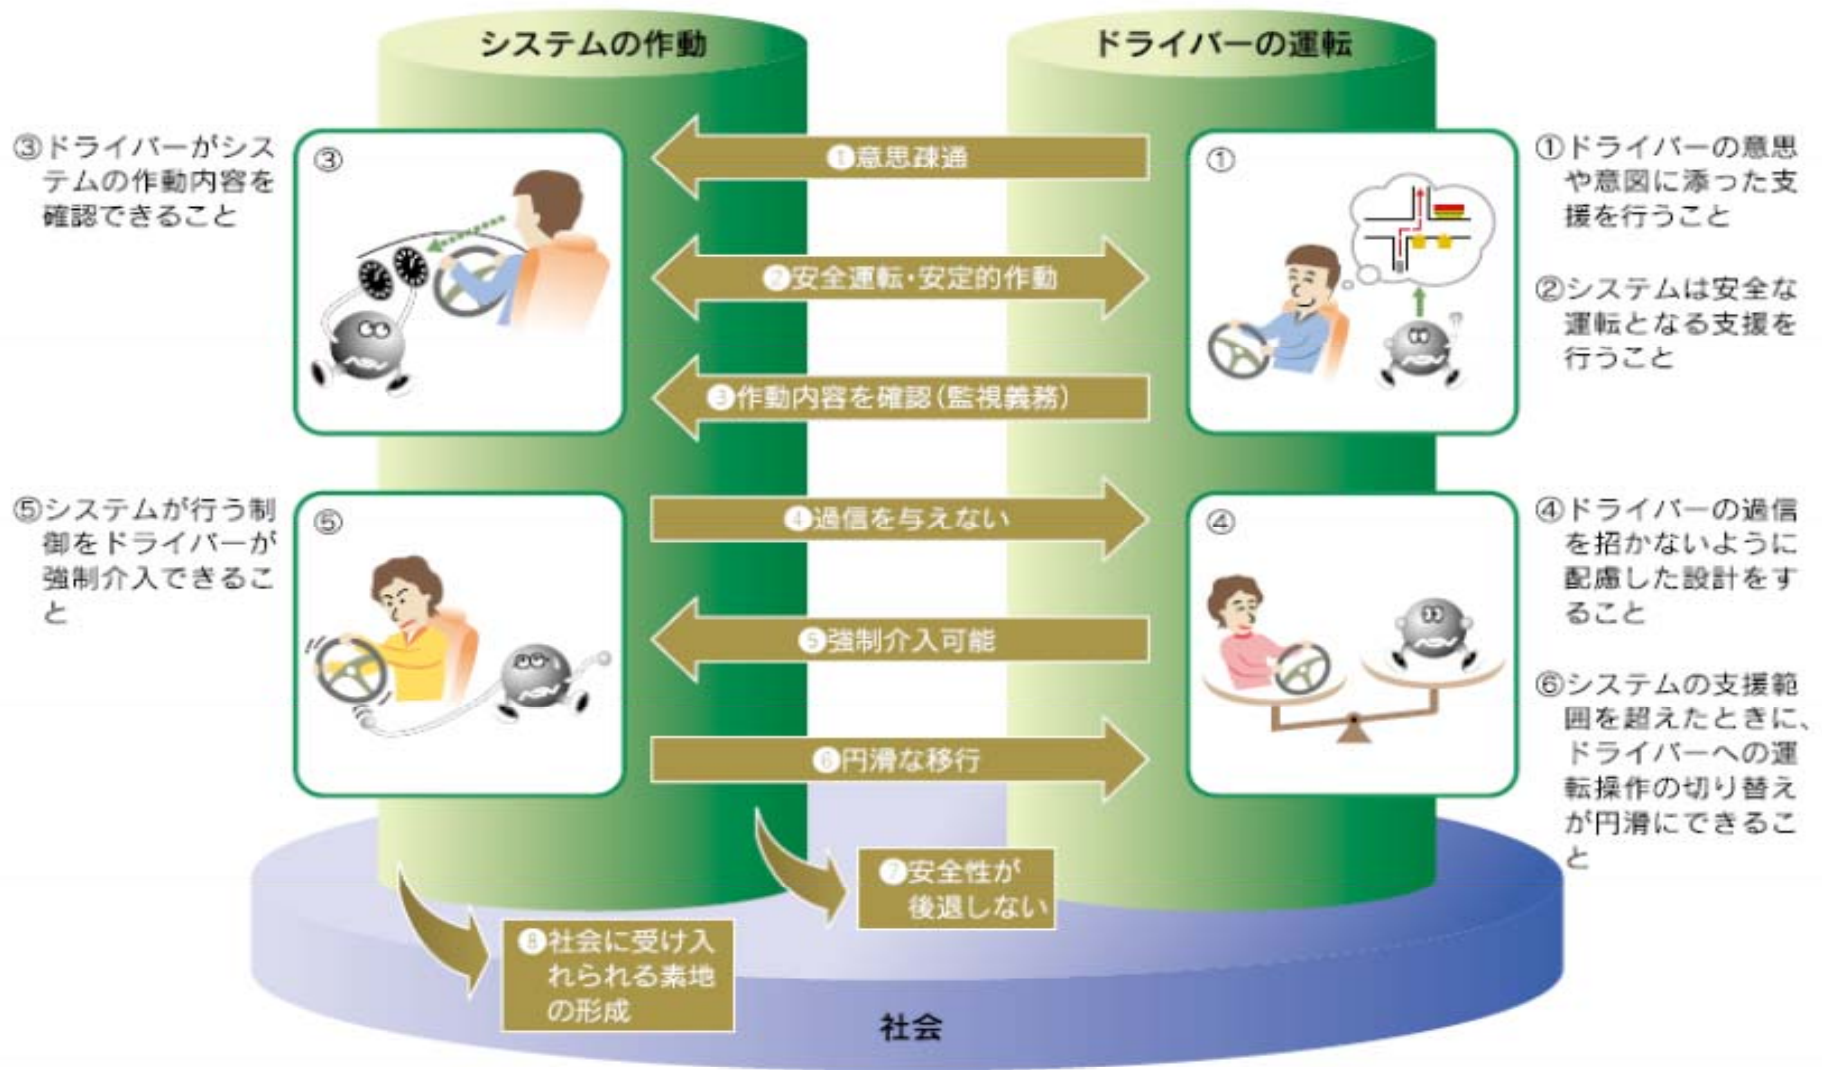 システムの作動
ドライバーの運転
③ドライバーがシス
テムの作動内容を
確認できること
③
❶意思疎通
①
①ドライバーの意思
や意図に添った支
援を行うこと
❷安全運転・安定的作動
②システムは安全な
運転となる支援を
行うこと
❸作動内容を確認（監視義務）
⑤システムが行う制
御をドライバーが
強制介入できるこ
と
⑤
❹過信を与えない
④
④ドライバーの過信
を招かないように
配慮した設計をす
ること
❺強制介入可能
❻円滑な移行
⑥システムの支援範
囲を超えたときに、
ドライバーへの運
転操作の切り替え
が円滑にできるこ
と
❼安全性が
後退しない
❽社会に受け入
れられる素地
の形成
社会